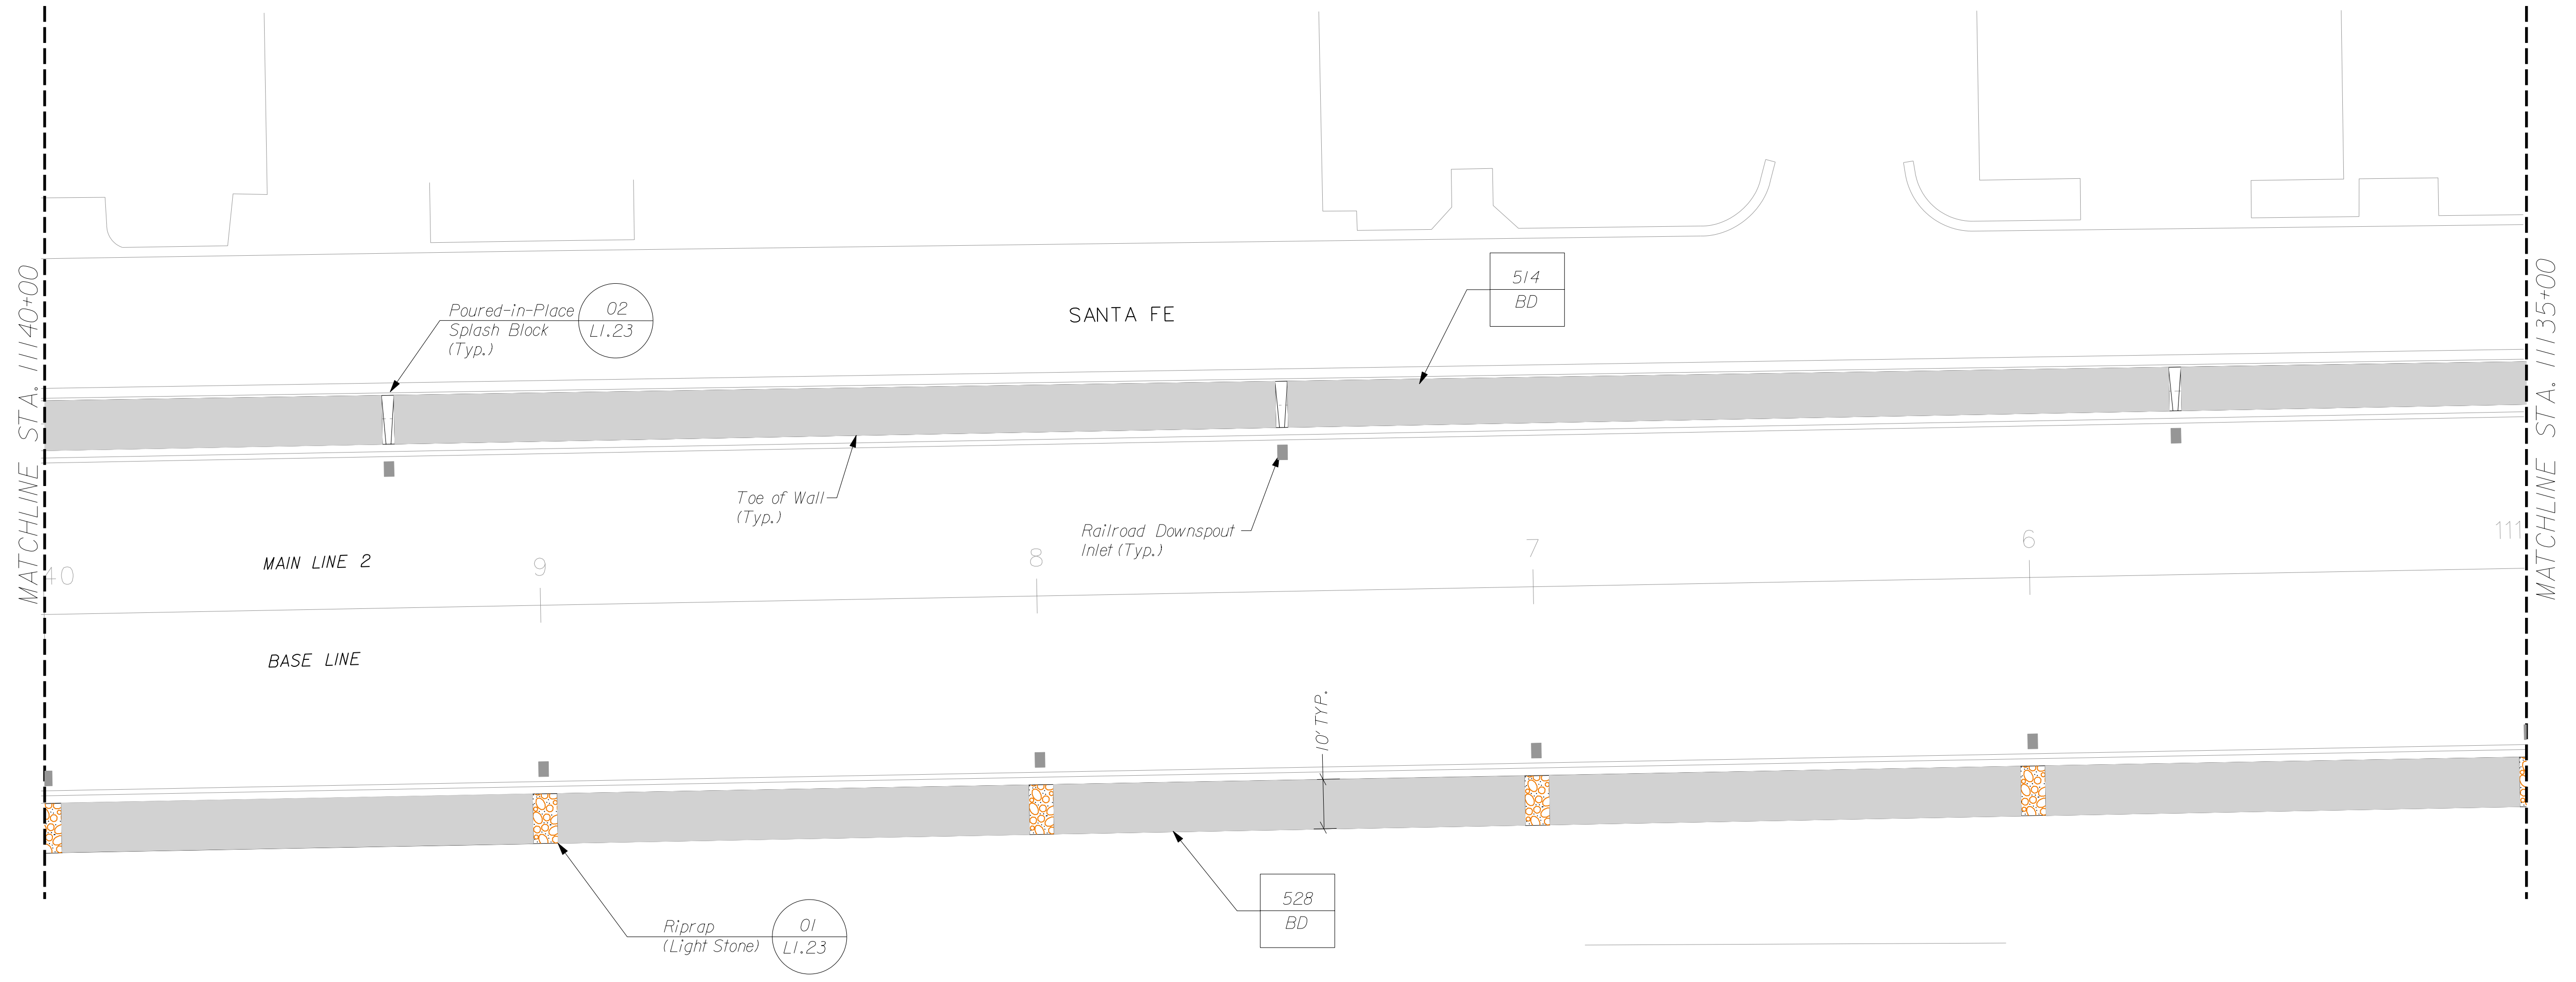 MATCHLINE STA. 11140+00
Poured-in-Place
Splash Block
(Typ.)
02
L1.23
SANTA FE
514
BD
Toe of Wall
(Typ.)
Railroad Downspout
Inlet (Typ.)
MAIN LINE 2
40
9
8
7
6
111
BASE LINE
10' TYP.
Riprap
(Light Stone)
01
L1.23
528
BD
MATCHLINE STA. 11135+00